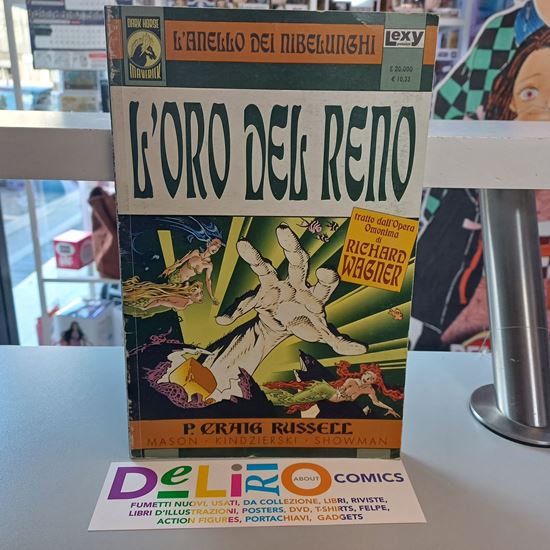 DARK HORSE
MAVERICK
L'ANELLO DEI NIBELUNGHI
Lexy
£ 20.000
€ 10,33
L'ORO DEL RENO
tratto dall'Opera
Omonima
di
RICHARD
WAGNER
P. CRAIG RUSSELL
MASON • KINDZIERSKI • SHOWMAN
DeLiRiO ABOUT COMICS
FUMETTI NUOVI, USATI, DA COLLEZIONE, LIBRI, RIVISTE,
LIBRI D'ILLUSTRAZIONI, POSTERS, DVD, T-SHIRTS, FELPE,
ACTION FIGURES, PORTACHIAVI, GADGETS